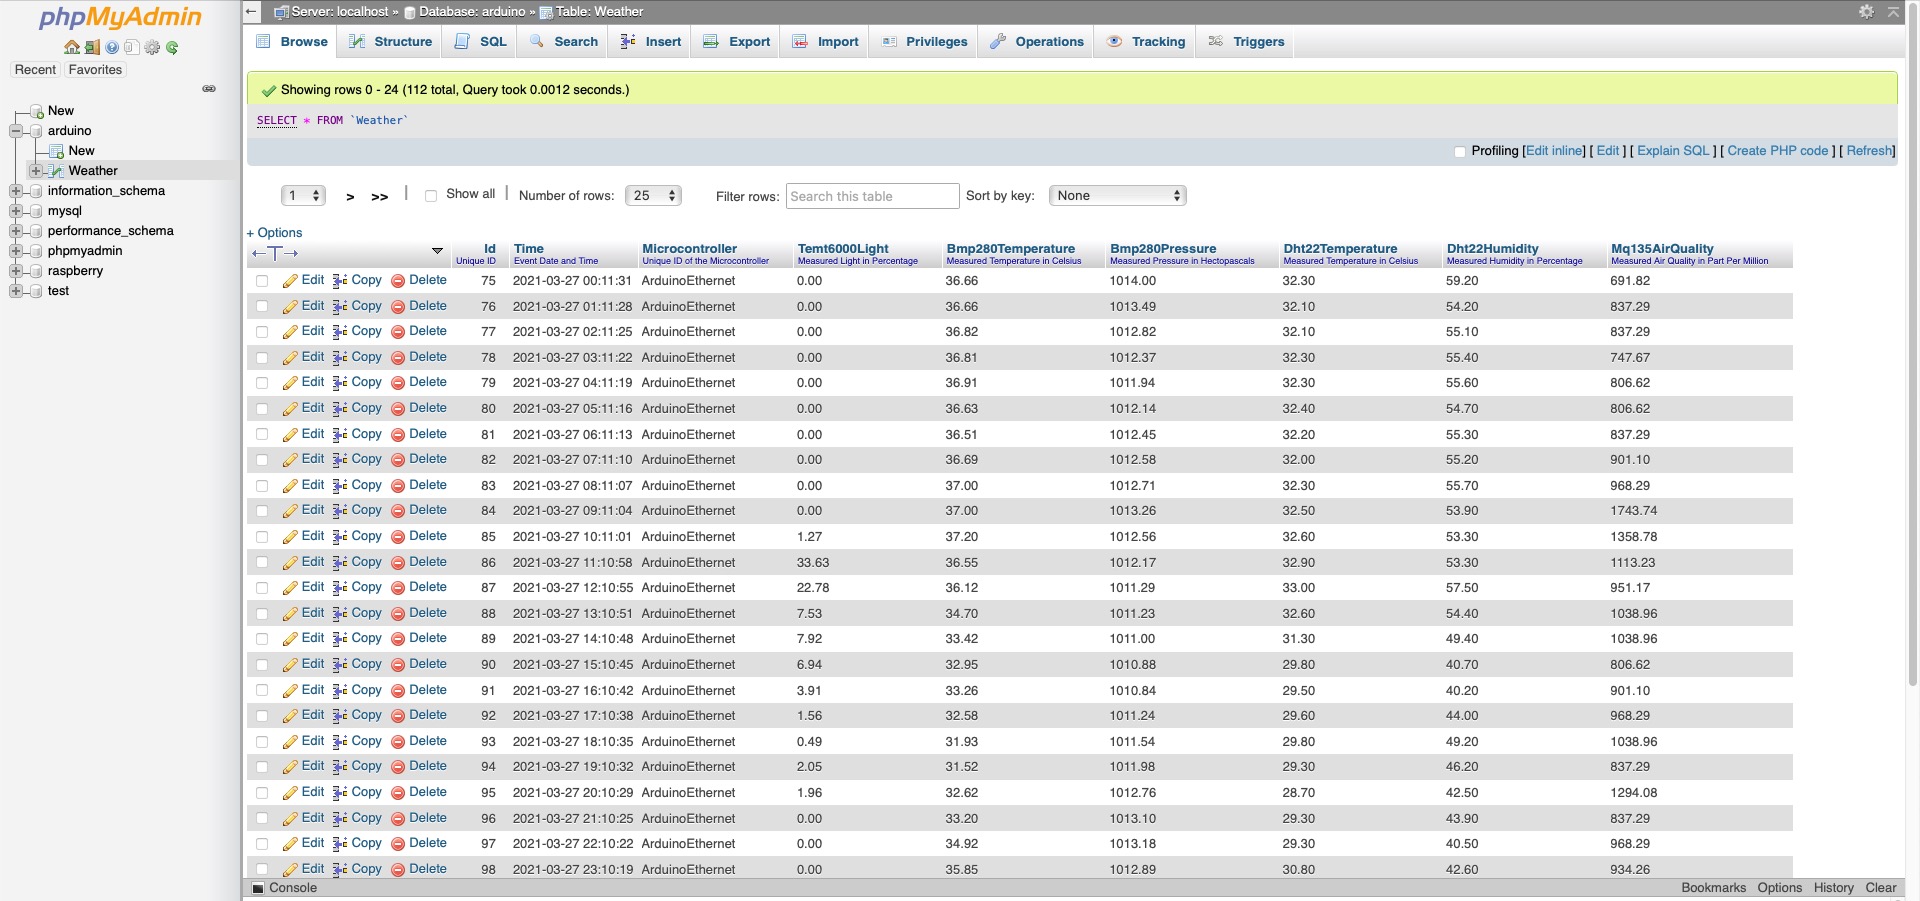 phpMyAdmin
Recent Favorites
New
arduino
New
Weather
information_schema
mysql
performance_schema
phpmyadmin
raspberry
test
Server: localhost » Database: arduino » Table: Weather
Browse Structure SQL Search Insert Export Import Privileges Operations Tracking Triggers
Showing rows 0 - 24 (112 total, Query took 0.0012 seconds.)
SELECT * FROM `Weather`
Profiling [Edit inline] [ Edit ] [ Explain SQL ] [ Create PHP code ] [ Refresh]
1 > >> | Show all | Number of rows: 25 Filter rows: Search this table Sort by key: None
+ Options
←T→ Id Time Microcontroller Temt6000Light Bmp280Temperature Bmp280Pressure Dht22Temperature Dht22Humidity Mq135AirQuality
Unique ID Event Date and Time Unique ID of the Microcontroller Measured Light in Percentage Measured Temperature in Celsius Measured Pressure in Hectopascals Measured Temperature in Celsius Measured Humidity in Percentage Measured Air Quality in Part Per Million
Edit Copy Delete 75 2021-03-27 00:11:31 ArduinoEthernet 0.00 36.66 1014.00 32.30 59.20 691.82
Edit Copy Delete 76 2021-03-27 01:11:28 ArduinoEthernet 0.00 36.66 1013.49 32.10 54.20 837.29
Edit Copy Delete 77 2021-03-27 02:11:25 ArduinoEthernet 0.00 36.82 1012.82 32.10 55.10 837.29
Edit Copy Delete 78 2021-03-27 03:11:22 ArduinoEthernet 0.00 36.81 1012.37 32.30 55.40 747.67
Edit Copy Delete 79 2021-03-27 04:11:19 ArduinoEthernet 0.00 36.91 1011.94 32.30 55.60 806.62
Edit Copy Delete 80 2021-03-27 05:11:16 ArduinoEthernet 0.00 36.63 1012.14 32.40 54.70 806.62
Edit Copy Delete 81 2021-03-27 06:11:13 ArduinoEthernet 0.00 36.51 1012.45 32.20 55.30 837.29
Edit Copy Delete 82 2021-03-27 07:11:10 ArduinoEthernet 0.00 36.69 1012.58 32.00 55.20 901.10
Edit Copy Delete 83 2021-03-27 08:11:07 ArduinoEthernet 0.00 37.00 1012.71 32.30 55.70 968.29
Edit Copy Delete 84 2021-03-27 09:11:04 ArduinoEthernet 0.00 37.00 1013.26 32.50 53.90 1743.74
Edit Copy Delete 85 2021-03-27 10:11:01 ArduinoEthernet 1.27 37.20 1012.56 32.60 53.30 1358.78
Edit Copy Delete 86 2021-03-27 11:10:58 ArduinoEthernet 33.63 36.55 1012.17 32.90 53.30 1113.23
Edit Copy Delete 87 2021-03-27 12:10:55 ArduinoEthernet 22.78 36.12 1011.29 33.00 57.50 951.17
Edit Copy Delete 88 2021-03-27 13:10:51 ArduinoEthernet 7.53 34.70 1011.23 32.60 54.40 1038.96
Edit Copy Delete 89 2021-03-27 14:10:48 ArduinoEthernet 7.92 33.42 1011.00 31.30 49.40 1038.96
Edit Copy Delete 90 2021-03-27 15:10:45 ArduinoEthernet 6.94 32.95 1010.88 29.80 40.70 806.62
Edit Copy Delete 91 2021-03-27 16:10:42 ArduinoEthernet 3.91 33.26 1010.84 29.50 40.20 901.10
Edit Copy Delete 92 2021-03-27 17:10:38 ArduinoEthernet 1.56 32.58 1011.24 29.60 44.00 968.29
Edit Copy Delete 93 2021-03-27 18:10:35 ArduinoEthernet 0.49 31.93 1011.54 29.80 49.20 1038.96
Edit Copy Delete 94 2021-03-27 19:10:32 ArduinoEthernet 2.05 31.52 1011.98 29.30 46.20 837.29
Edit Copy Delete 95 2021-03-27 20:10:29 ArduinoEthernet 1.96 32.62 1012.76 28.70 42.50 1294.08
Edit Copy Delete 96 2021-03-27 21:10:25 ArduinoEthernet 0.00 33.20 1013.10 29.30 43.90 837.29
Edit Copy Delete 97 2021-03-27 22:10:22 ArduinoEthernet 0.00 34.92 1013.18 29.30 40.50 968.29
Edit Copy Delete 98 2021-03-27 23:10:19 ArduinoEthernet 0.00 35.85 1012.89 30.80 42.60 934.26
Console Bookmarks Options History Clear